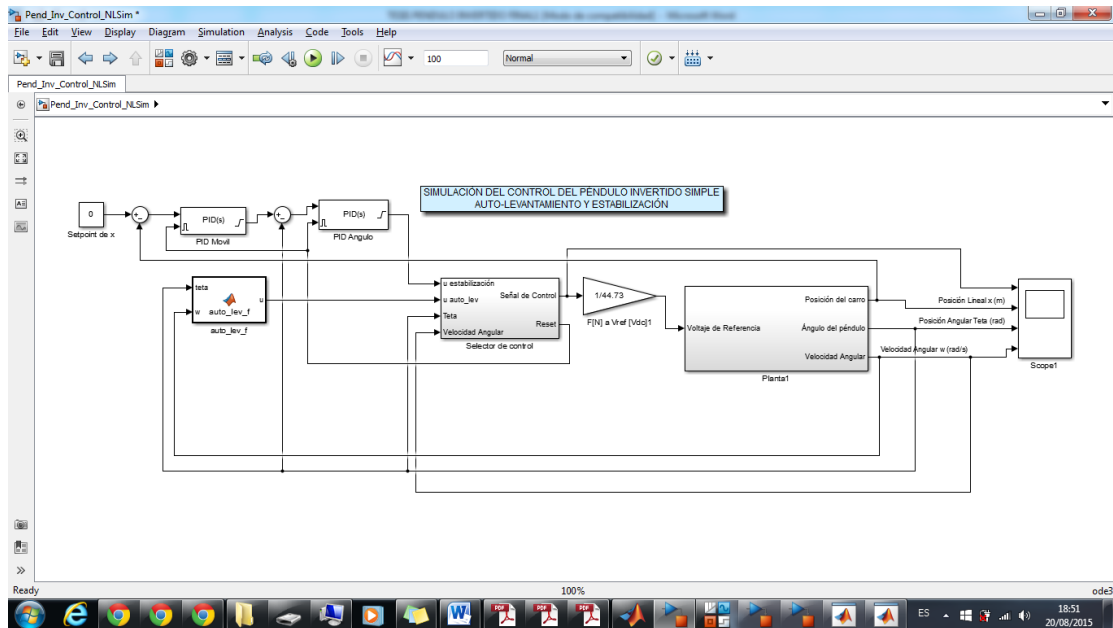 Pend_Inv_Control_NLSim *
File Edit View Display Diagram Simulation Analysis Code Tools Help
100
Normal
Pend_Inv_Control_NLSim
Pend_Inv_Control_NLSim
SIMULACIÓN DEL CONTROL DEL PÉNDULO INVERTIDO SIMPLE
AUTO-LEVANTAMIENTO Y ESTABILIZACIÓN
0
Setpoint de x
PID(s)
PID Movil
PID(s)
PID Angulo
teta
w
u
auto_lev_f
auto_lev_f
u estabilización
u auto_lev
Teta
Velocidad Angular
Señal de Control
Reset
Selector de control
1/44.73
F[N] a Vref [Vdc]1
Voltaje de Referencia
Posición del carro
Ángulo del péndulo
Velocidad Angular
Planta1
Posición Lineal x (m)
Posición Angular Teta (rad)
Velocidad Angular w (rad/s)
Scope1
Ready
100%
ode3
PDF
PDF
PDF
ES
18:51
20/08/2015